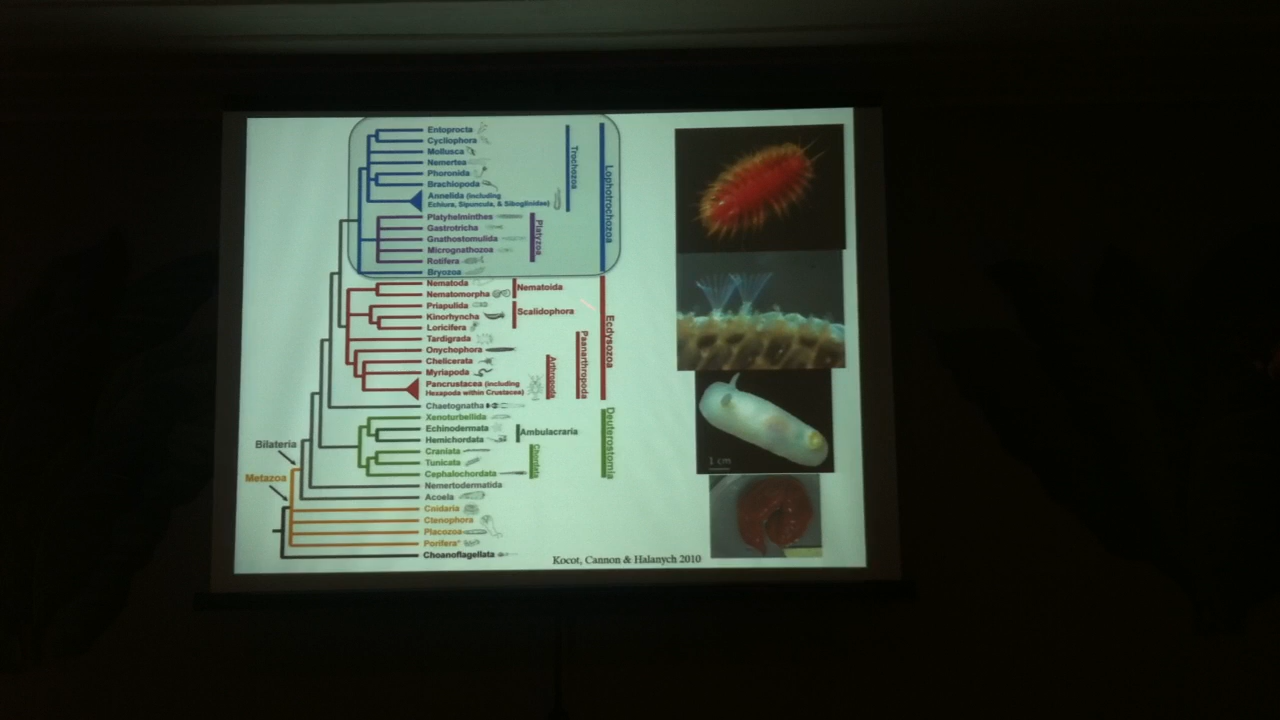 Entoprocta
Cycliophora
Mollusca
Nemertea
Phoronida
Brachiopoda
Annelida (including
Echiura, Sipuncula, & Siboglinidae)
Trochozoa
Lophotrochozoa
Platyhelminthes
Gastrotricha
Gnathostomulida
Micrognathozoa
Rotifera
Platyzoa
Bryozoa
Nematoda
Nematomorpha
Nematoida
Priapulida
Kinorhyncha
Loricifera
Scalidophora
Tardigrada
Onychophora
Chelicerata
Myriapoda
Pancrustacea (including
Hexapoda within Crustacea)
Arthropoda
Paanarthropoda
Ecdysozoa
Chaetognatha
Xenoturbellida
Echinodermata
Hemichordata
Ambulacraria
Craniata
Tunicata
Cephalochordata
Chordata
Deuterostomia
Nemertodermatida
Acoela
Cnidaria
Ctenophora
Placozoa
Porifera*
Choanoflagellata
Bilateria
Metazoa
1 cm
Kocot, Cannon & Halanych 2010